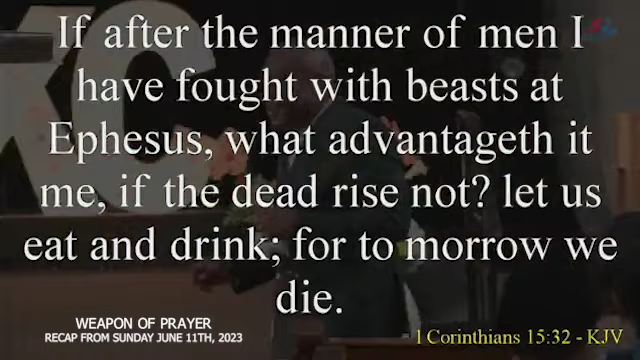 If after the manner of men I
have fought with beasts at
Ephesus, what advantageth it
me, if the dead rise not? let us
eat and drink; for to morrow we
die.
WEAPON OF PRAYER
RECAP FROM SUNDAY JUNE 11TH, 2023
1 Corinthians 15:32 - KJV
KC